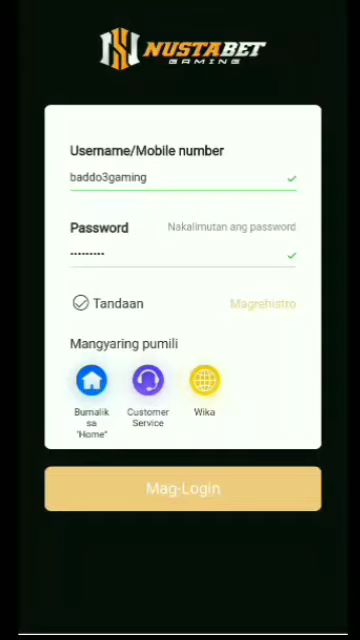 NUSTABET
GAMING
Username/Mobile number
baddo3gaming
Password
Nakalimutan ang password
Tandaan
Magrehistro
Mangyaring pumili
Bumalik
sa
"Home"
Customer
Service
Wika
Mag-Login